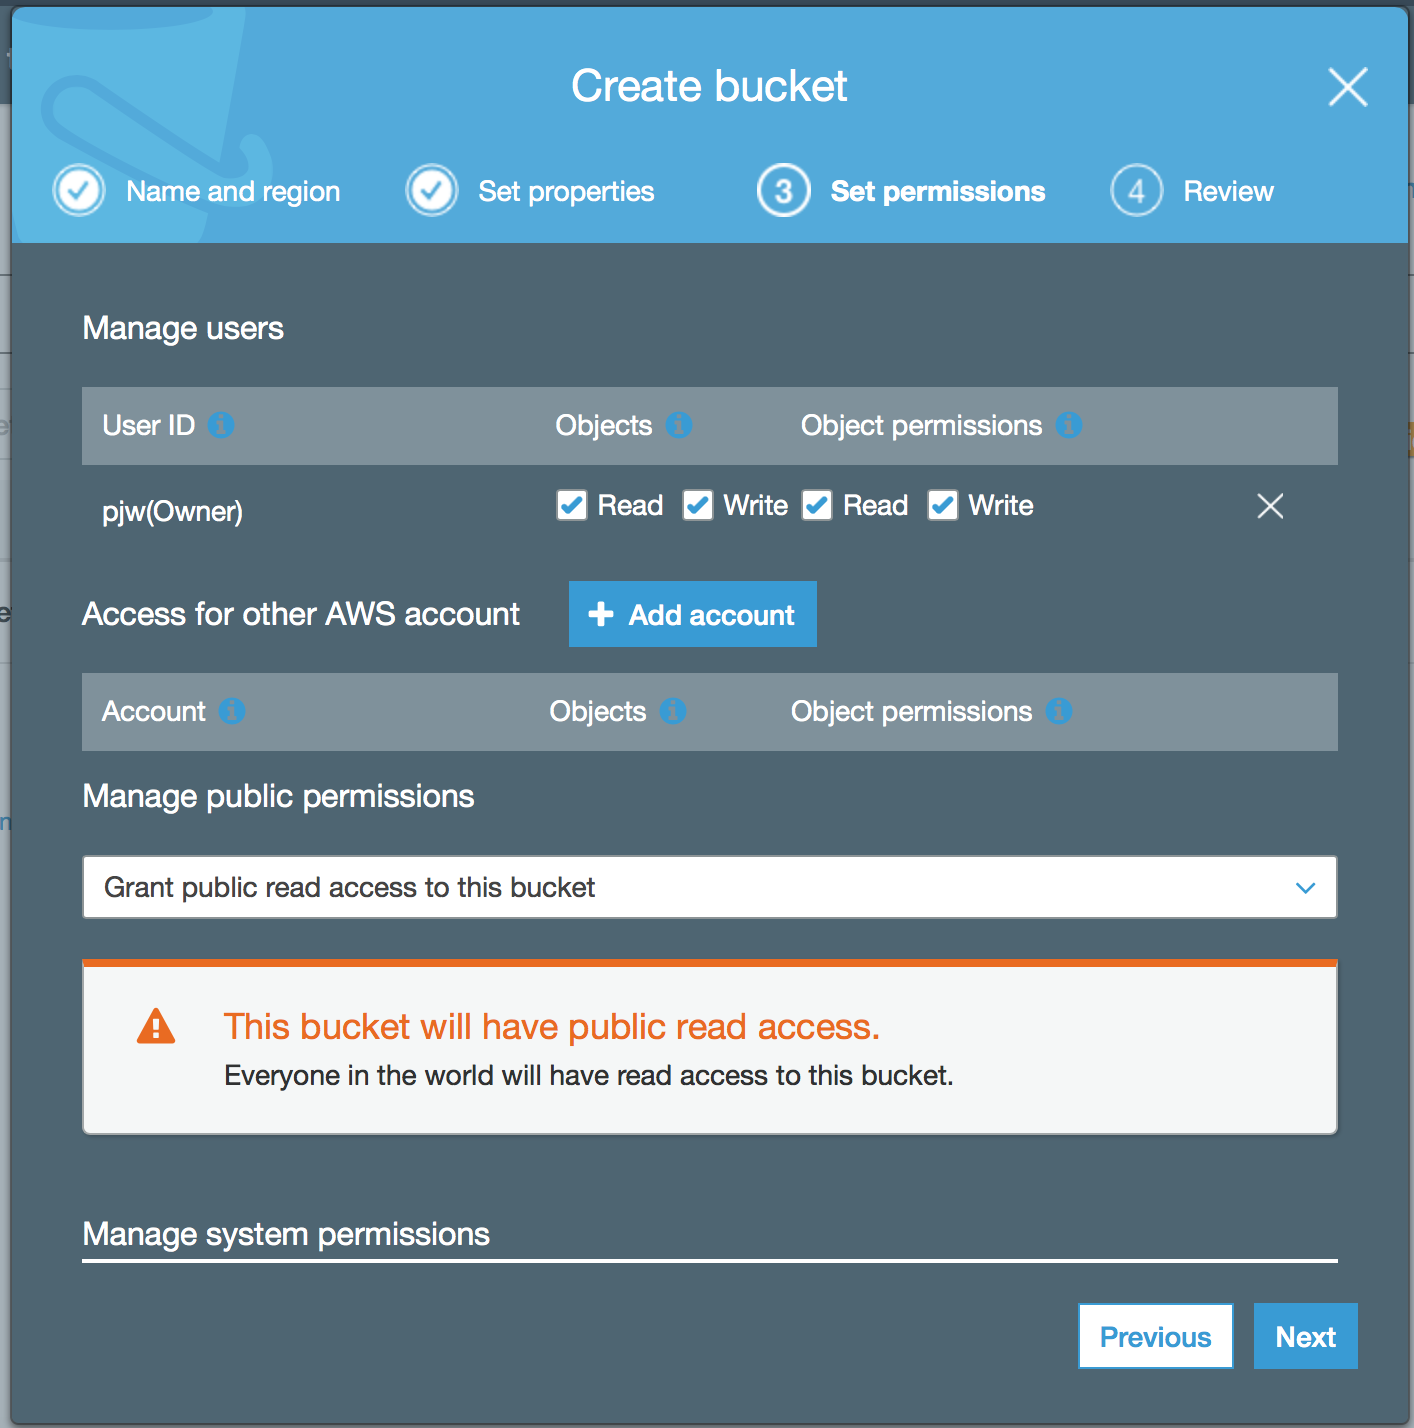 Create bucket
Name and region Set properties 3 Set permissions 4 Review
Manage users
User ID Objects Object permissions
pjw(Owner) Read Write Read Write
Access for other AWS account + Add account
Account Objects Object permissions
Manage public permissions
Grant public read access to this bucket
This bucket will have public read access.
Everyone in the world will have read access to this bucket.
Manage system permissions
Previous Next